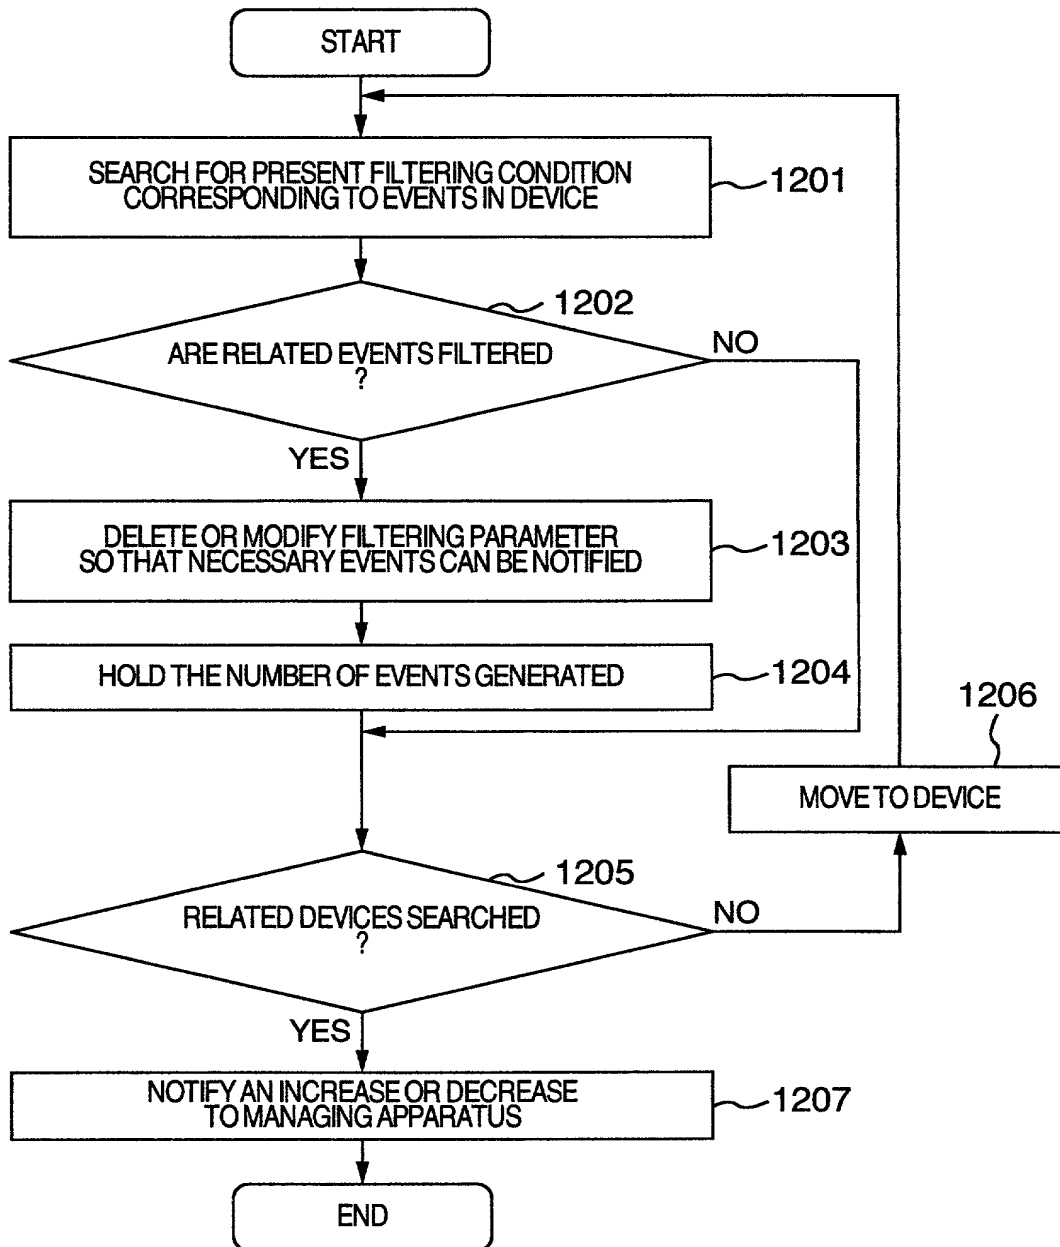 START
SEARCH FOR PRESENT FILTERING CONDITION
CORRESPONDING TO EVENTS IN DEVICE
1201
1202
ARE RELATED EVENTS FILTERED
?
NO
YES
DELETE OR MODIFY FILTERING PARAMETER
SO THAT NECESSARY EVENTS CAN BE NOTIFIED
1203
HOLD THE NUMBER OF EVENTS GENERATED
1204
1206
MOVE TO DEVICE
1205
RELATED DEVICES SEARCHED
?
NO
YES
NOTIFY AN INCREASE OR DECREASE
TO MANAGING APPARATUS
1207
END